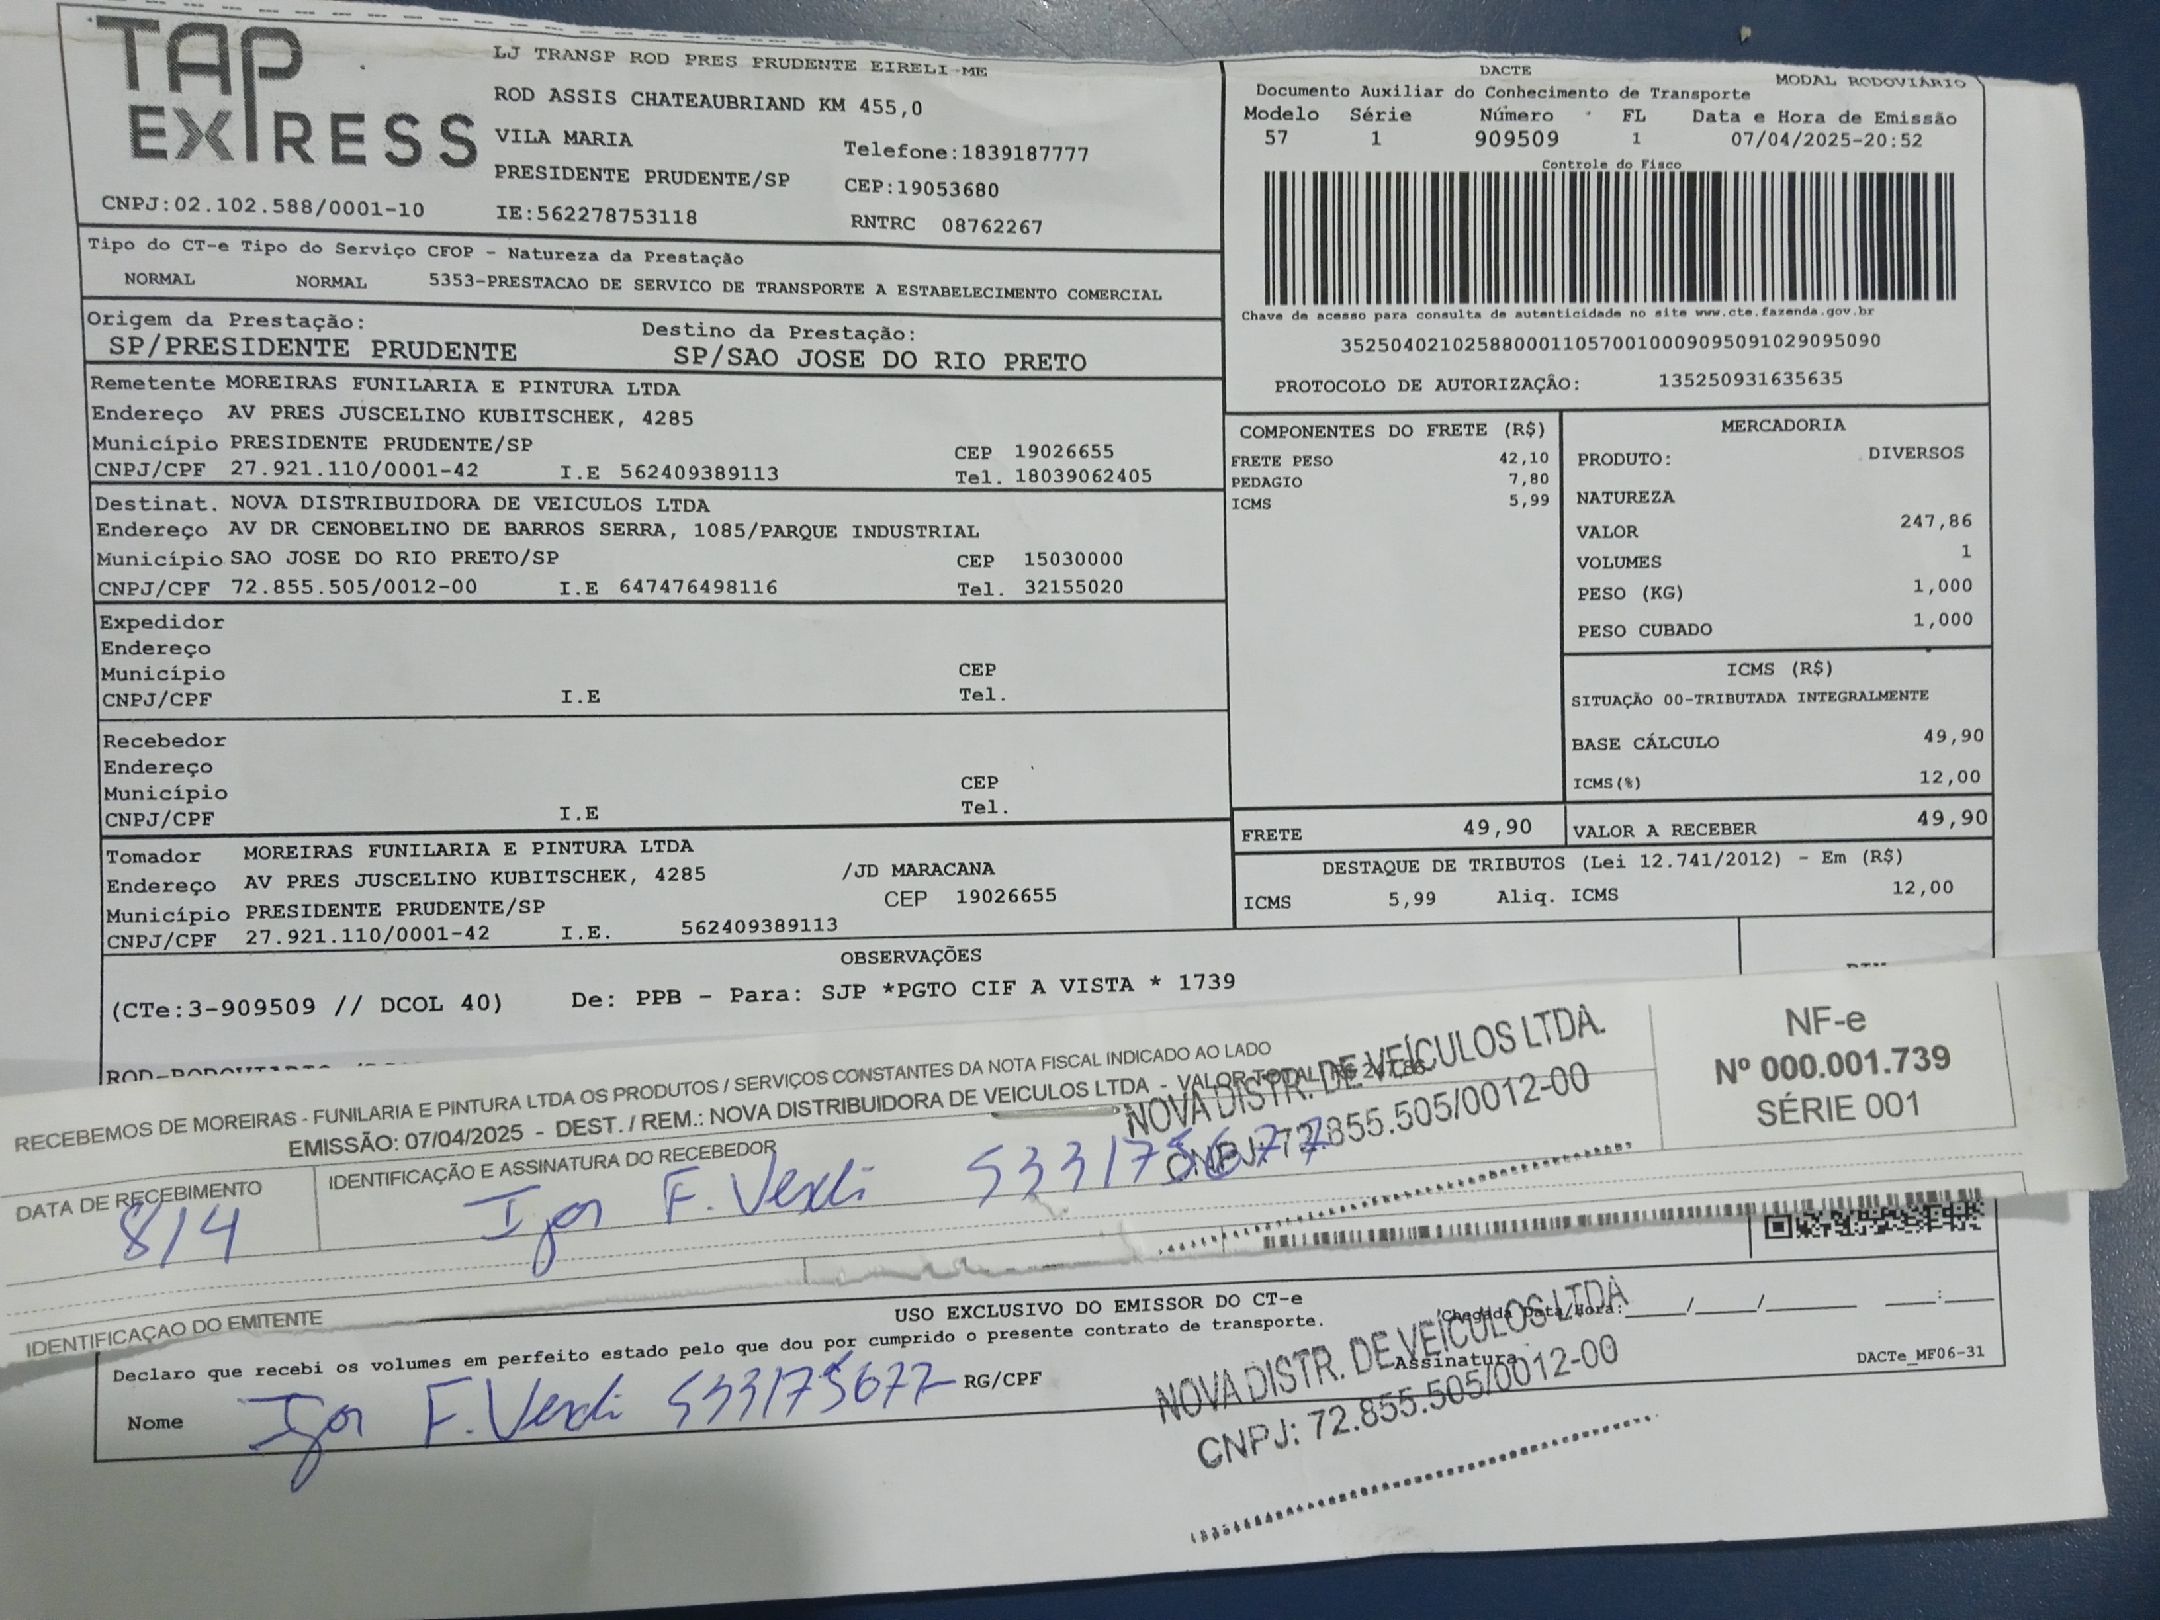 TAP EXPRESS
LJ TRANSP ROD PRES PRUDENTE EIRELI-ME
ROD ASSIS CHATEAUBRIAND KM 455,0
VILA MARIA Telefone:1839187777
PRESIDENTE PRUDENTE/SP CEP:19053680
CNPJ:02.102.588/0001-10 IE:562278753118 RNTRC 08762267
DACTE MODAL RODOVIÁRIO
Documento Auxiliar do Conhecimento de Transporte
Modelo Série Número FL Data e Hora de Emissão
57 1 909509 1 07/04/2025-20:52
Controle do Fisco
Chave de acesso para consulta de autenticidade no site www.cte.fazenda.gov.br
35250402102588000110570010009095091029095090
PROTOCOLO DE AUTORIZAÇÃO: 135250931635635
Tipo do CT-e Tipo do Serviço CFOP - Natureza da Prestação
NORMAL NORMAL 5353-PRESTACAO DE SERVICO DE TRANSPORTE A ESTABELECIMENTO COMERCIAL
Origem da Prestação: Destino da Prestação:
SP/PRESIDENTE PRUDENTE SP/SAO JOSE DO RIO PRETO
Remetente MOREIRAS FUNILARIA E PINTURA LTDA
Endereço AV PRES JUSCELINO KUBITSCHEK, 4285
Município PRESIDENTE PRUDENTE/SP CEP 19026655
CNPJ/CPF 27.921.110/0001-42 I.E 562409389113 Tel. 18039062405
Destinat. NOVA DISTRIBUIDORA DE VEICULOS LTDA
Endereço AV DR CENOBELINO DE BARROS SERRA, 1085/PARQUE INDUSTRIAL
Município SAO JOSE DO RIO PRETO/SP CEP 15030000
CNPJ/CPF 72.855.505/0012-00 I.E 647476498116 Tel. 32155020
Expedidor
Endereço
Município CEP
CNPJ/CPF I.E Tel.
Recebedor
Endereço
Município CEP
CNPJ/CPF I.E Tel.
Tomador MOREIRAS FUNILARIA E PINTURA LTDA
Endereço AV PRES JUSCELINO KUBITSCHEK, 4285 /JD MARACANA
Município PRESIDENTE PRUDENTE/SP CEP 19026655
CNPJ/CPF 27.921.110/0001-42 I.E. 562409389113
COMPONENTES DO FRETE (R$)
FRETE PESO 42,10
PEDAGIO 7,80
ICMS 5,99
MERCADORIA
PRODUTO: DIVERSOS
NATUREZA
VALOR 247,86
VOLUMES 1
PESO (KG) 1,000
PESO CUBADO 1,000
ICMS (R$)
SITUAÇÃO 00-TRIBUTADA INTEGRALMENTE
BASE CÁLCULO 49,90
ICMS(%) 12,00
FRETE 49,90 VALOR A RECEBER 49,90
DESTAQUE DE TRIBUTOS (Lei 12.741/2012) - Em (R$)
ICMS 5,99 Aliq. ICMS 12,00
OBSERVAÇÕES
(CTe:3-909509 // DCOL 40) De: PPB - Para: SJP *PGTO CIF A VISTA * 1739
RECEBEMOS DE MOREIRAS - FUNILARIA E PINTURA LTDA OS PRODUTOS / SERVIÇOS CONSTANTES DA NOTA FISCAL INDICADO AO LADO
EMISSÃO: 07/04/2025 - DEST. / REM.: NOVA DISTRIBUIDORA DE VEICULOS LTDA - VALOR TOTAL: R$ 247,86
NF-e
Nº 000.001.739
SÉRIE 001
DATA DE RECEBIMENTO
8/4
IDENTIFICAÇÃO E ASSINATURA DO RECEBEDOR
Igor F. Verdi 533175677
NOVA DISTR. DE VEÍCULOS LTDA.
CNPJ: 72.855.505/0012-00
IDENTIFICAÇÃO DO EMITENTE
USO EXCLUSIVO DO EMISSOR DO CT-e
Declaro que recebi os volumes em perfeito estado pelo que dou por cumprido o presente contrato de transporte.
Chegada Data/Hora: ____/____/______ ____:____
Nome Igor F. Verdi 533175677 RG/CPF
Assinatura
DACTe_MF06-31
NOVA DISTR. DE VEÍCULOS LTDA
CNPJ: 72.855.505/0012-00